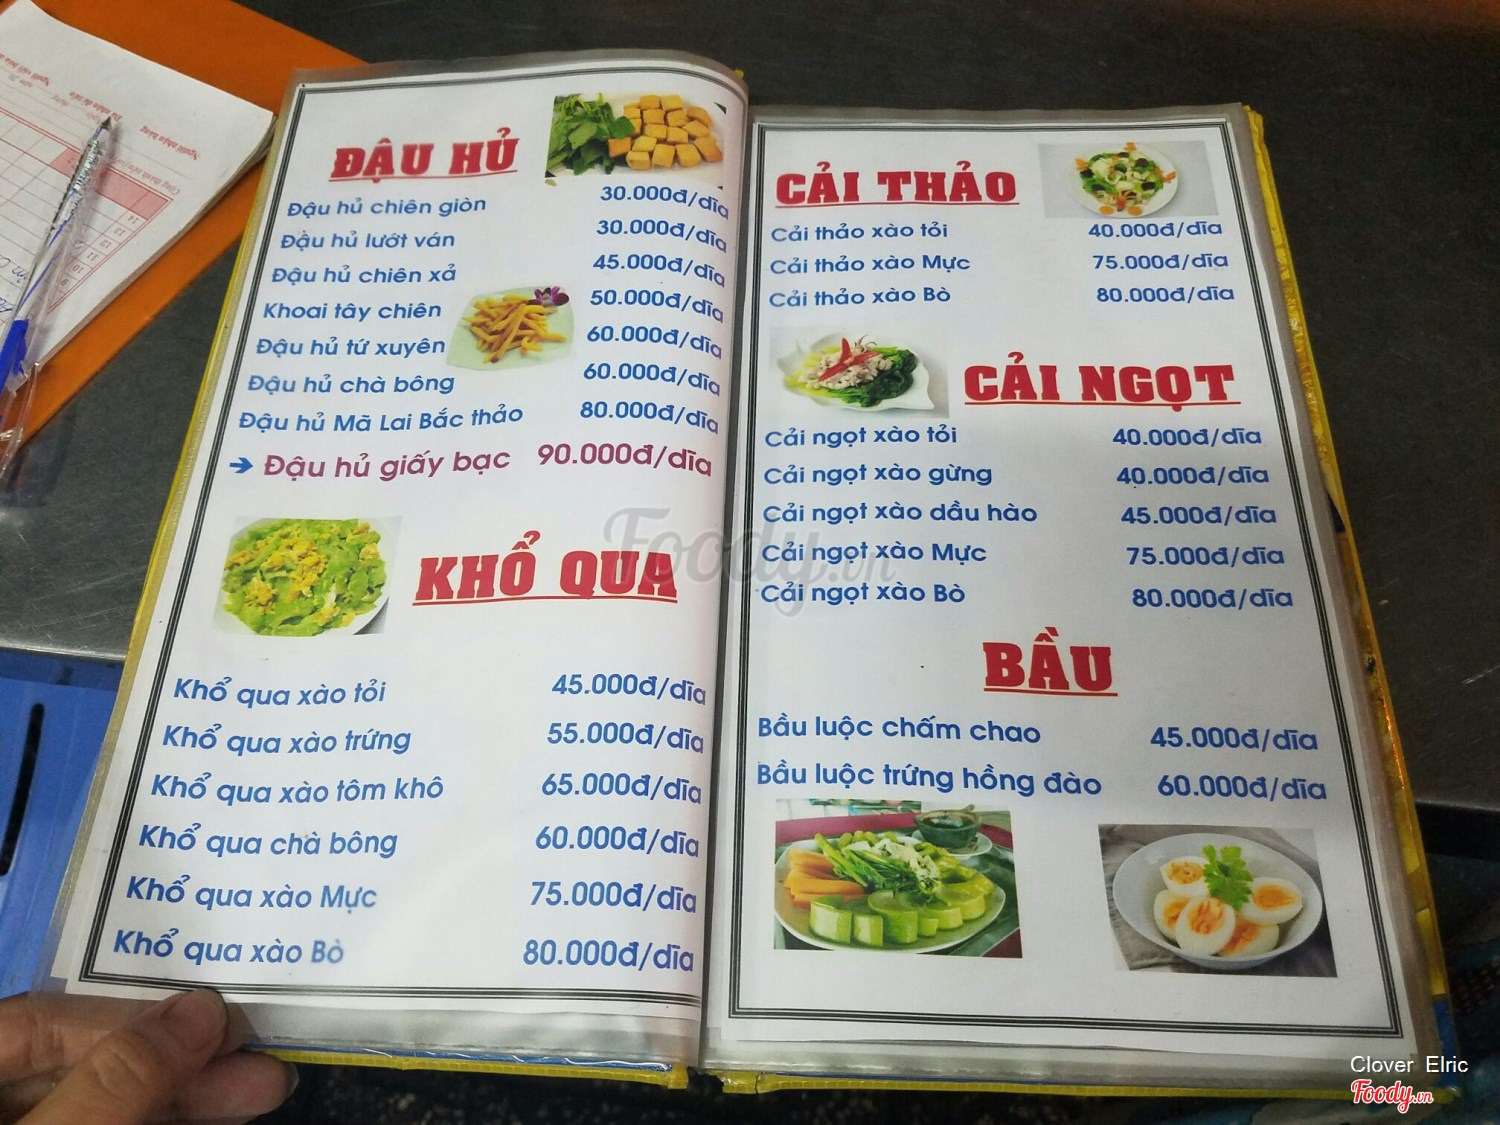 ĐẬU HỦ
Đậu hủ chiên giòn 30.000đ/dĩa
Đậu hủ lướt ván 30.000đ/dĩa
Đậu hủ chiên xả 45.000đ/dĩa
Khoai tây chiên 50.000đ/dĩa
Đậu hủ tứ xuyên 60.000đ/dĩa
Đậu hủ chà bông 60.000đ/dĩa
Đậu hủ Mã Lai Bắc thảo 80.000đ/dĩa
➔ Đậu hủ giấy bạc 90.000đ/dĩa
KHỔ QUA
Khổ qua xào tỏi 45.000đ/dĩa
Khổ qua xào trứng 55.000đ/dĩa
Khổ qua xào tôm khô 65.000đ/dĩa
Khổ qua chà bông 60.000đ/dĩa
Khổ qua xào Mực 75.000đ/dĩa
Khổ qua xào Bò 80.000đ/dĩa
CẢI THẢO
Cải thảo xào tỏi 40.000đ/dĩa
Cải thảo xào Mực 75.000đ/dĩa
Cải thảo xào Bò 80.000đ/dĩa
CẢI NGỌT
Cải ngọt xào tỏi 40.000đ/dĩa
Cải ngọt xào gừng 40.000đ/dĩa
Cải ngọt xào dầu hào 45.000đ/dĩa
Cải ngọt xào Mực 75.000đ/dĩa
Cải ngọt xào Bò 80.000đ/dĩa
BẦU
Bầu luộc chấm chao 45.000đ/dĩa
Bầu luộc trứng hồng đào 60.000đ/dĩa
Foody.vn
Clover Elric
Foody.vn